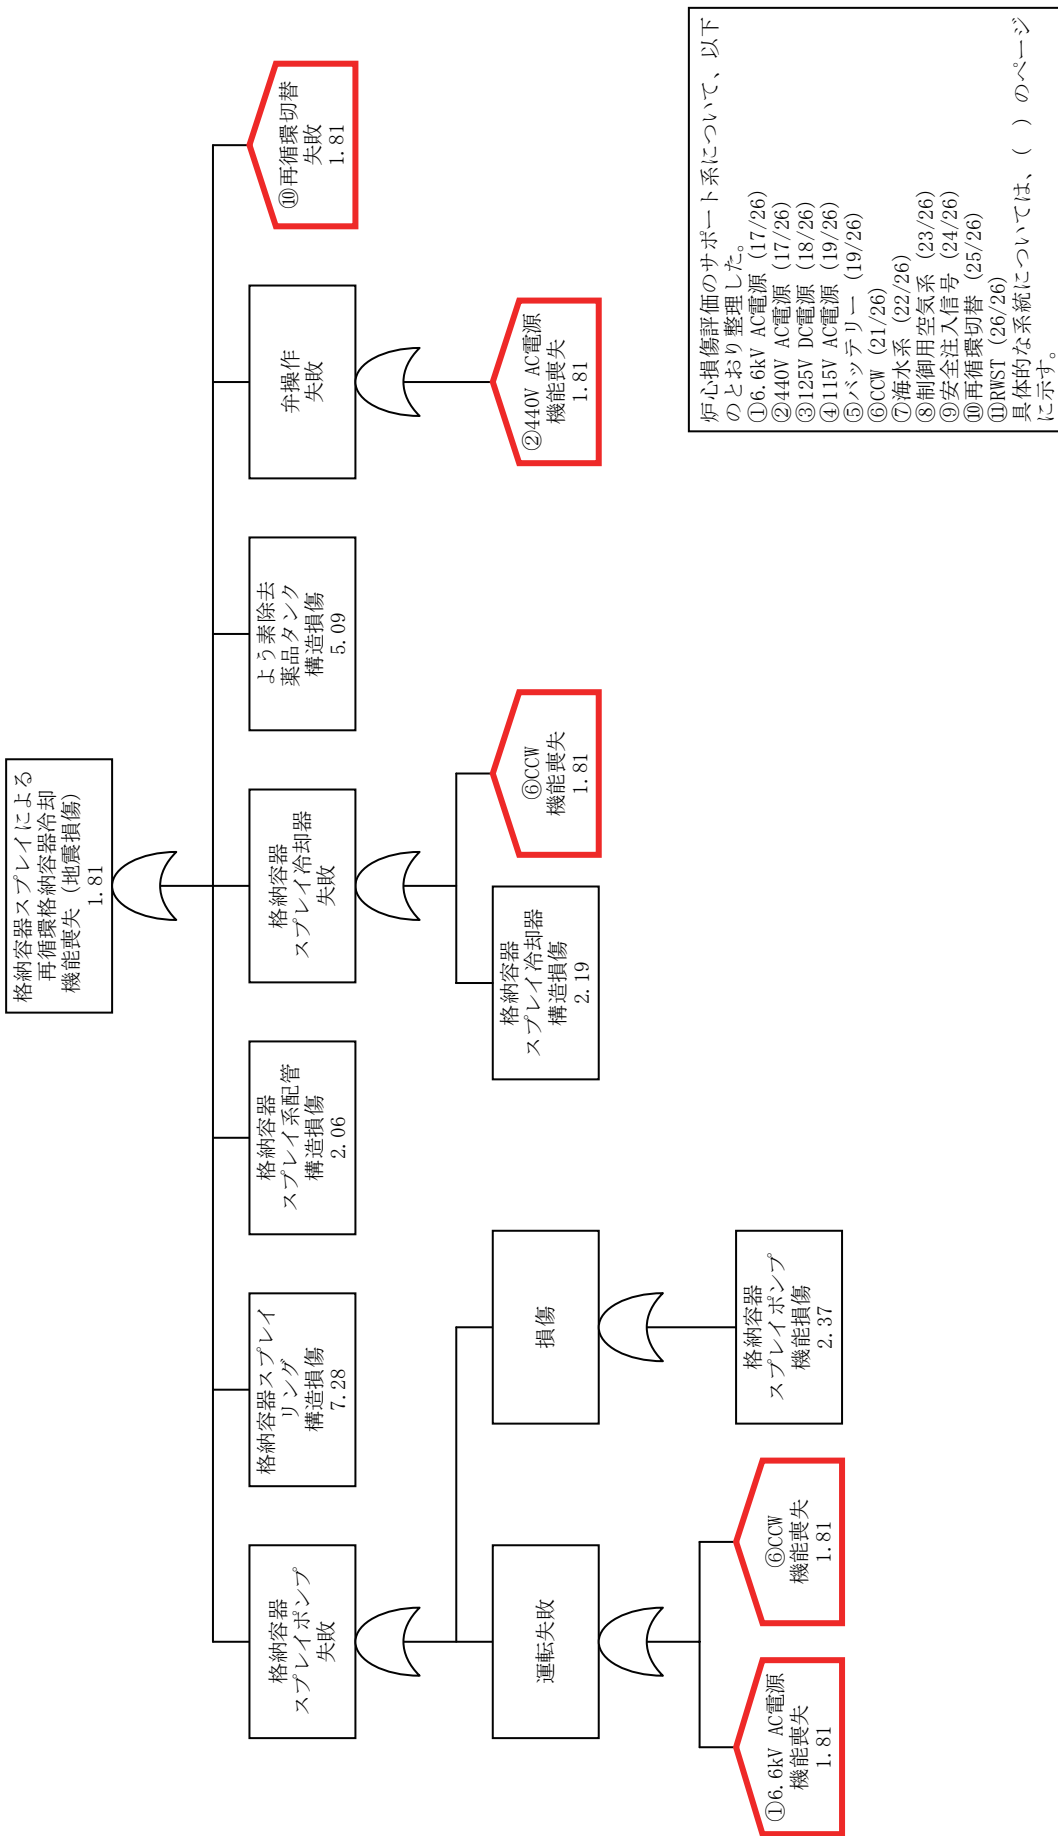 格納容器スプレイによる
再循環格納容器冷却
機能喪失（地震損傷）
1.81
格納容器
スプレイポンプ
失敗
格納容器スプレイ
リング
構造損傷
7.28
格納容器
スプレイ系配管
構造損傷
2.06
格納容器
スプレイ冷却器
失敗
よう素除去
薬品タンク
構造損傷
5.09
弁操作
失敗
⑩再循環切替
失敗
1.81
運転失敗
損傷
格納容器
スプレイ冷却器
構造損傷
2.19
⑥CCW
機能喪失
1.81
②440V AC電源
機能喪失
1.81
①6.6kV AC電源
機能喪失
1.81
⑥CCW
機能喪失
1.81
格納容器
スプレイポンプ
機能損傷
2.37
炉心損傷評価のサポート系について、以下
のとおり整理した。
①6.6kV AC電源 (17/26)
②440V AC電源 (17/26)
③125V DC電源 (18/26)
④115V AC電源 (19/26)
⑤バッテリー (19/26)
⑥CCW (21/26)
⑦海水系 (22/26)
⑧制御用空気系 (23/26)
⑨安全注入信号 (24/26)
⑩再循環切替 (25/26)
⑪RWST (26/26)
具体的な系統については、( )のページ
に示す。